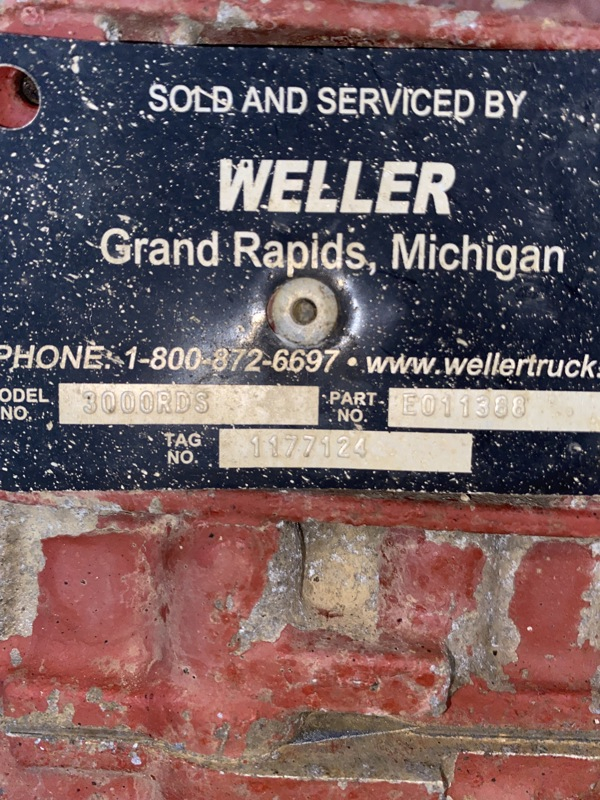 SOLD AND SERVICED BY
WELLER
Grand Rapids, Michigan
PHONE: 1-800-872-6697 • www.wellertruck.
ODEL NO. 3000RDS PART NO. E011388
TAG NO. 1177124